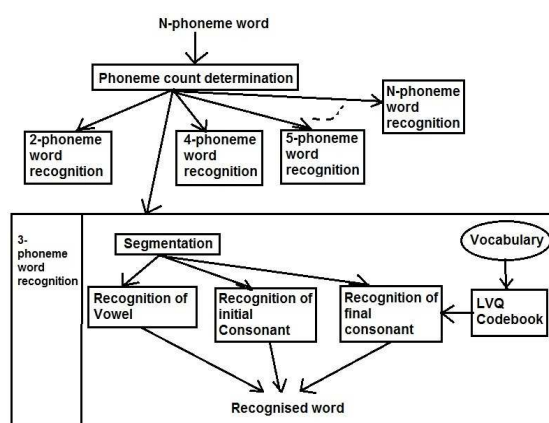 N-phoneme word
Phoneme count determination
N-phoneme
word
recognition
2-phoneme
word
recognition
4-phoneme
word
recognition
5-phoneme
word
recognition
3-
phoneme
word
recognition
Segmentation
Vocabulary
Recognition of
Vowel
Recognition of
initial
Consonant
Recognition of
final
consonant
LVQ
Codebook
Recognised word